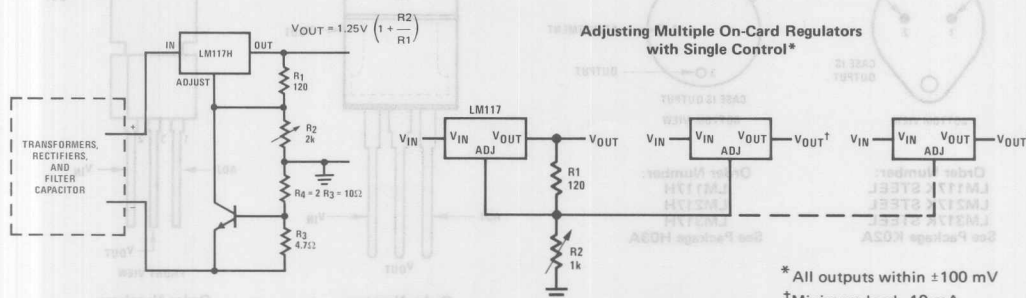 VOUT = 1.25V (1 + R2/R1)
IN
LM117H
OUT
ADJUST
R1
120
R2
2k
TRANSFORMERS,
RECTIFIERS,
AND
FILTER
CAPACITOR
+
−
R4 = 2 R3 = 10Ω
R3
4.7Ω
Adjusting Multiple On-Card Regulators
with Single Control*
LM117
VIN
VIN VOUT
ADJ
VOUT
R1
120
R2
1k
VIN
VIN VOUT
ADJ
VOUT†
VIN
VIN VOUT
ADJ
VOUT
* All outputs within ±100 mV
CASE IS
OUTPUT
OUTPUT
CASE IS OUTPUT
Order Number:
LM117K STEEL
LM217K STEEL
LM317K STEEL
See Package K02A
Order Number:
LM117H
LM217H
LM317H
See Package H03A